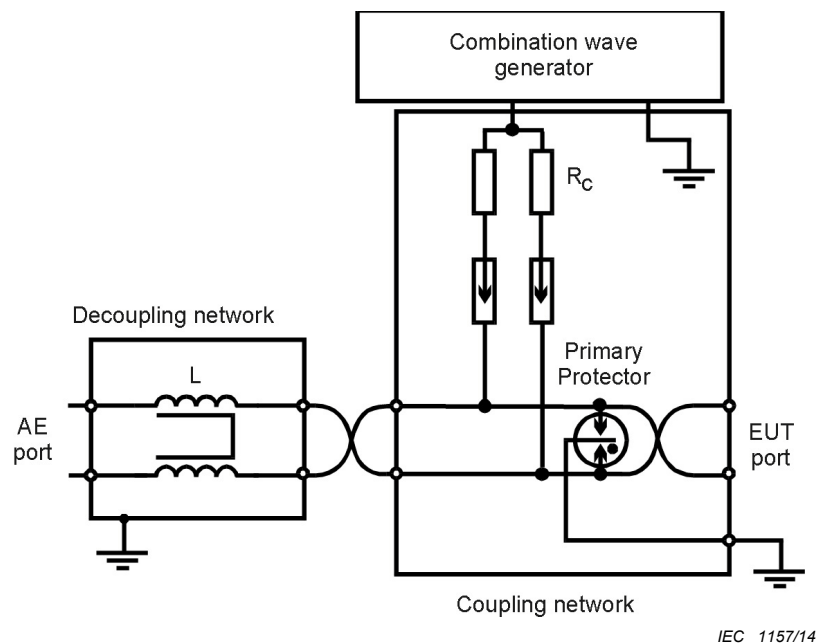 Combination wave
generator
R_C
Decoupling network
L
Primary
Protector
AE
port
EUT
port
Coupling network
IEC 1157/14